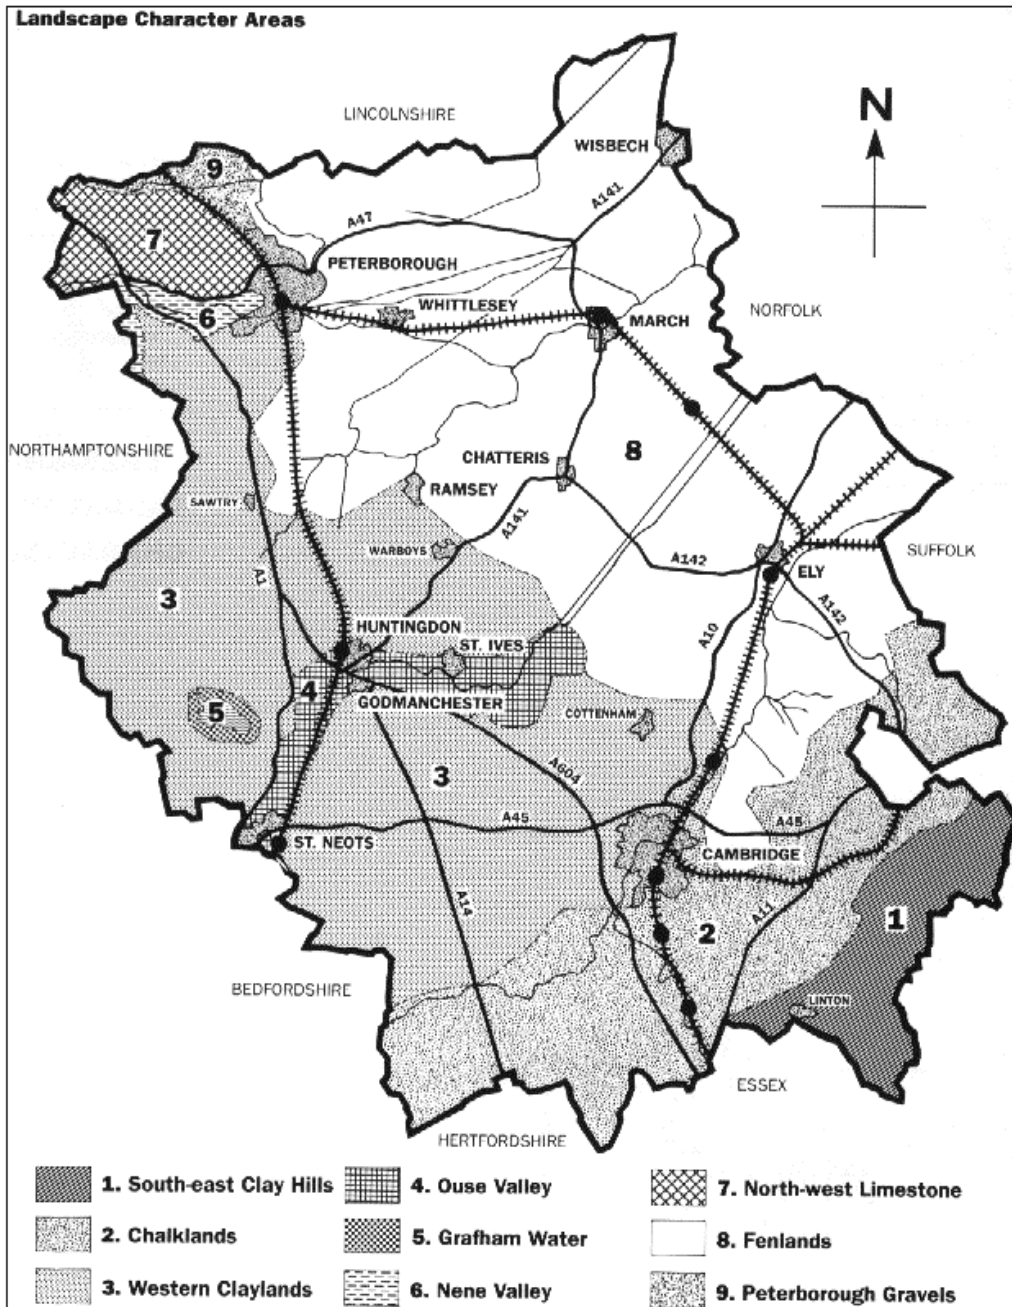 Landscape Character Areas
LINCOLNSHIRE
WISBECH
N
9
A141
A47
7
PETERBOROUGH
WHITTLESEY
6
MARCH
NORFOLK
NORTHAMPTONSHIRE
CHATTERIS
8
RAMSEY
SAWTRY
A141
WARBOYS
A142
SUFFOLK
A1
ELY
3
HUNTINGDON
A10
A142
ST. IVES
4
GODMANCHESTER
5
COTTENHAM
3
A604
A45
A45
ST. NEOTS
CAMBRIDGE
A14
A11
2
1
BEDFORDSHIRE
LINTON
ESSEX
HERTFORDSHIRE
1. South-east Clay Hills
4. Ouse Valley
7. North-west Limestone
2. Chalklands
5. Grafham Water
8. Fenlands
3. Western Claylands
6. Nene Valley
9. Peterborough Gravels